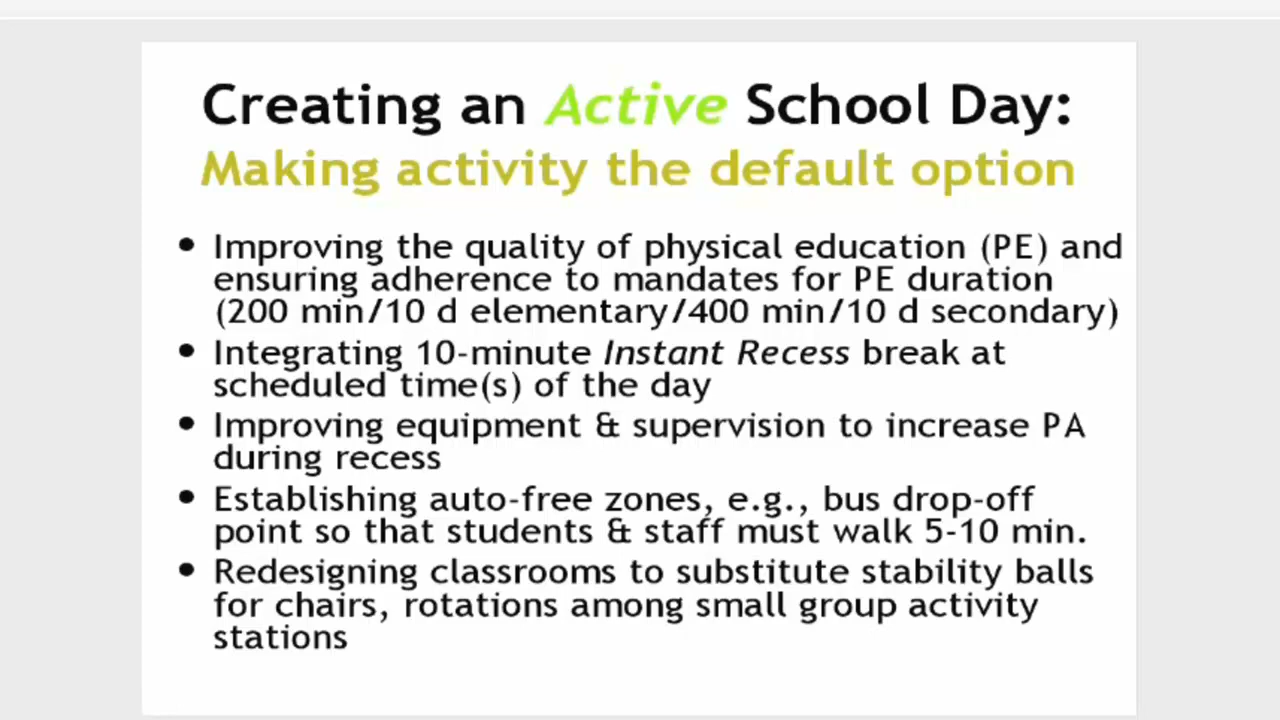 Creating an Active School Day:
Making activity the default option
• Improving the quality of physical education (PE) and
ensuring adherence to mandates for PE duration
(200 min/10 d elementary/400 min/10 d secondary)
• Integrating 10-minute Instant Recess break at
scheduled time(s) of the day
• Improving equipment & supervision to increase PA
during recess
• Establishing auto-free zones, e.g., bus drop-off
point so that students & staff must walk 5-10 min.
• Redesigning classrooms to substitute stability balls
for chairs, rotations among small group activity
stations